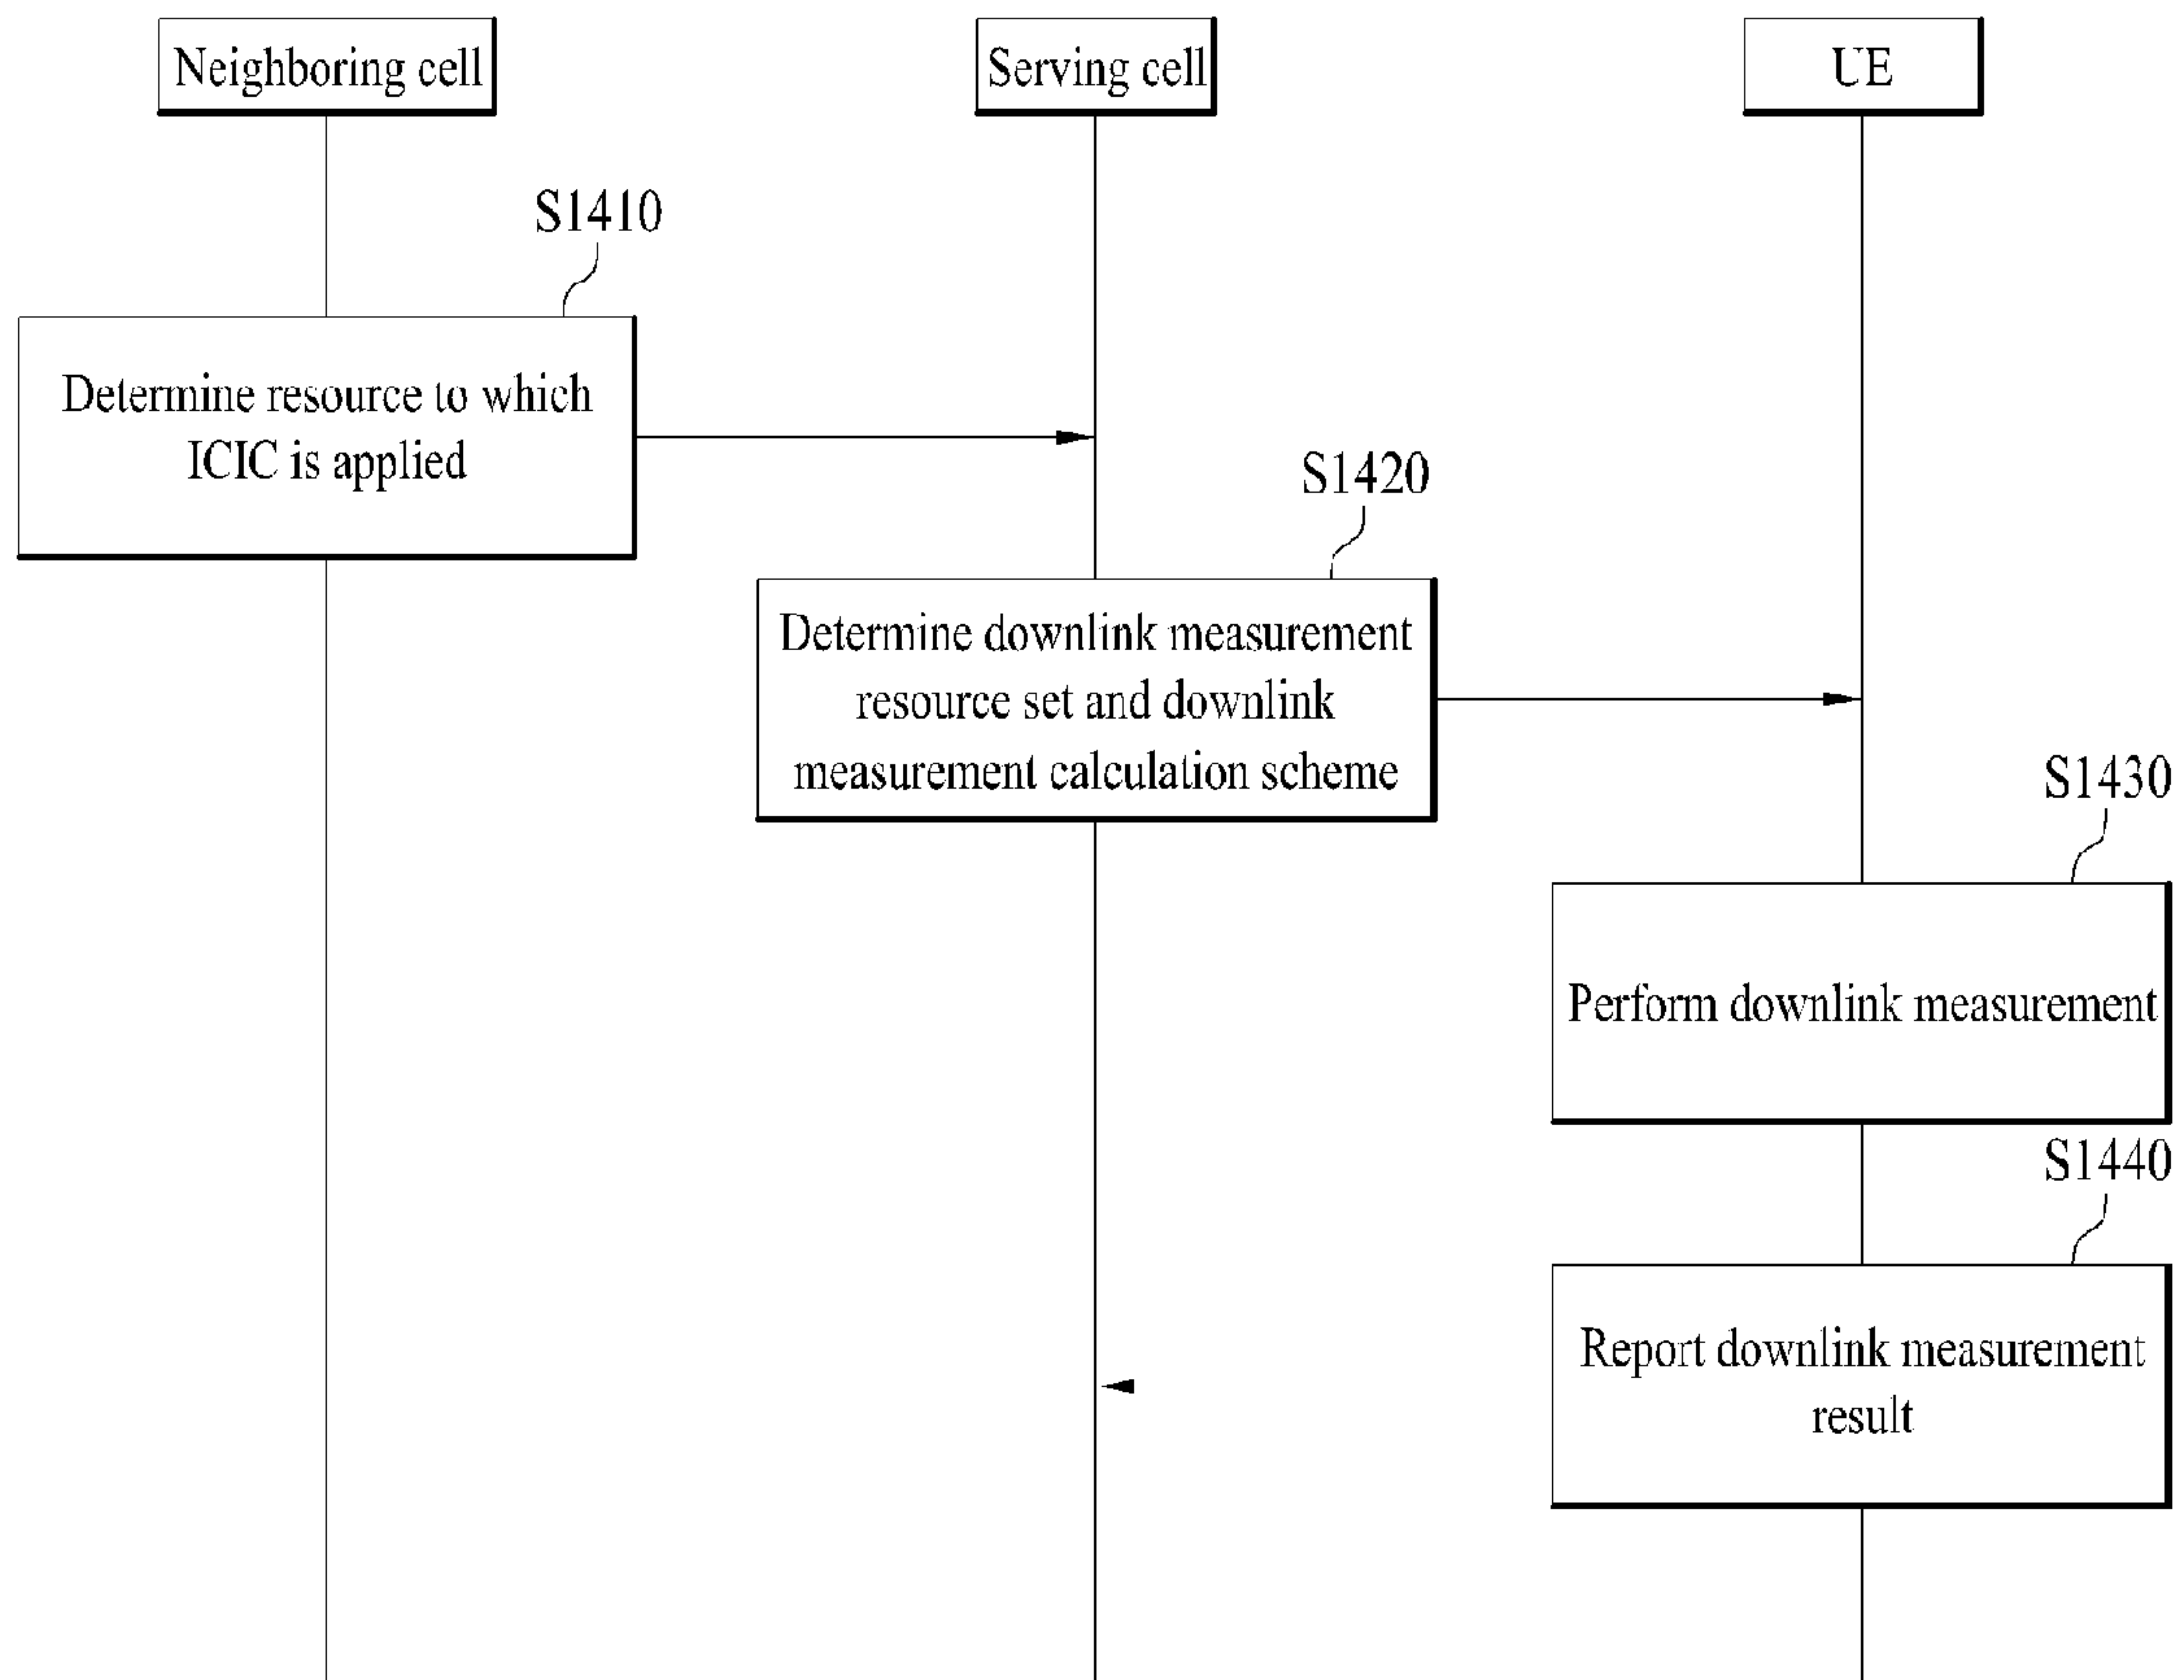 Neighboring cell
Serving cell
UE
S1410
Determine resource to which
ICIC is applied
S1420
Determine downlink measurement
resource set and downlink
measurement calculation scheme
S1430
Perform downlink measurement
S1440
Report downlink measurement
result